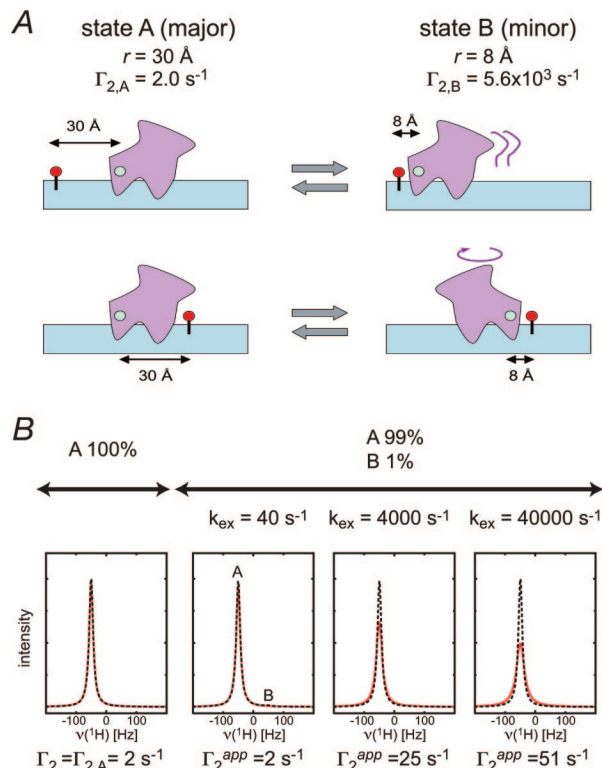 A
state A (major)
r = 30 Å
Γ2,A = 2.0 s-1
state B (minor)
r = 8 Å
Γ2,B = 5.6x10³ s-1
30 Å
8 Å
30 Å
8 Å
B
A 100%
A 99%
B 1%
kex = 40 s-1
kex = 4000 s-1
kex = 40000 s-1
intensity
A
B
-100 0 100
-100 0 100
-100 0 100
-100 0 100
ν(¹H) [Hz]
ν(¹H) [Hz]
ν(¹H) [Hz]
ν(¹H) [Hz]
Γ2 =Γ2,A= 2 s-1
Γ2app=2 s-1
Γ2app=25 s-1
Γ2app=51 s-1